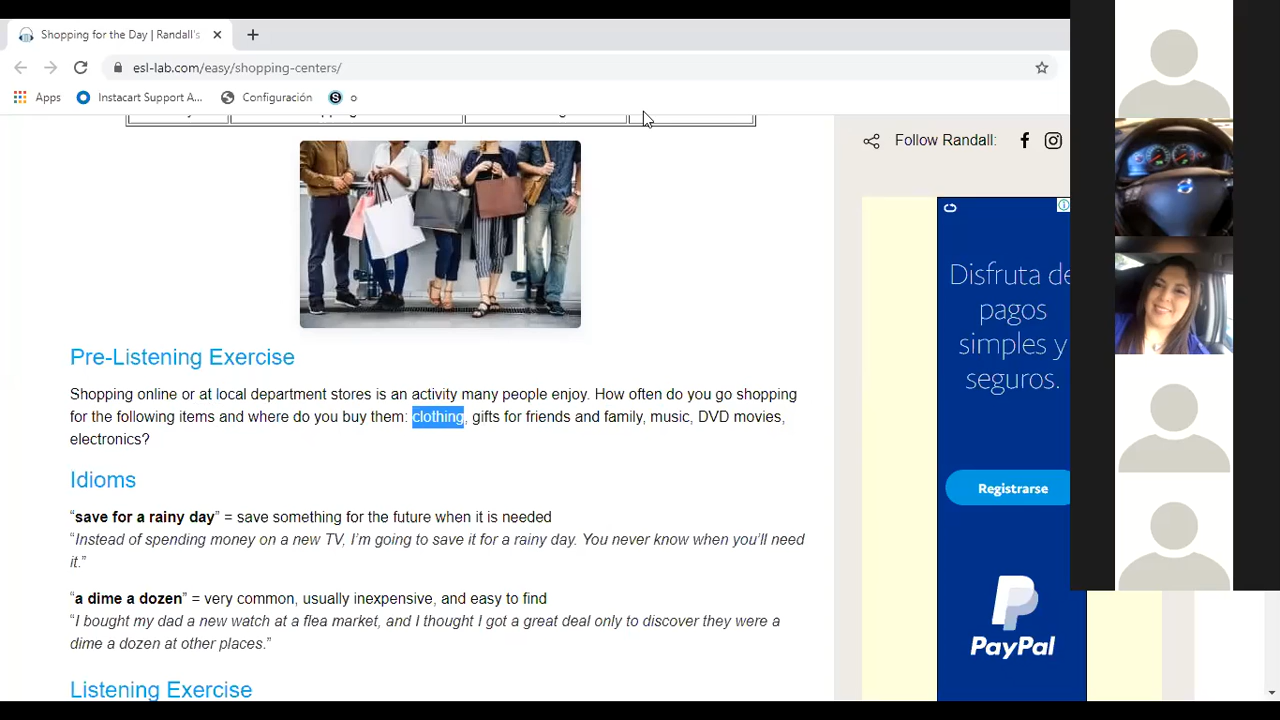 Shopping for the Day | Randall's
esl-lab.com/easy/shopping-centers/
Apps
Instacart Support A...
Configuración
S
o
Follow Randall:
Pre-Listening Exercise
Shopping online or at local department stores is an activity many people enjoy. How often do you go shopping
for the following items and where do you buy them: clothing, gifts for friends and family, music, DVD movies,
electronics?
Idioms
“save for a rainy day” = save something for the future when it is needed
“Instead of spending money on a new TV, I’m going to save it for a rainy day. You never know when you’ll need
it.”
“a dime a dozen” = very common, usually inexpensive, and easy to find
“I bought my dad a new watch at a flea market, and I thought I got a great deal only to discover they were a
dime a dozen at other places.”
Listening Exercise
Disfruta de
pagos
simples y
seguros.
Registrarse
PayPal